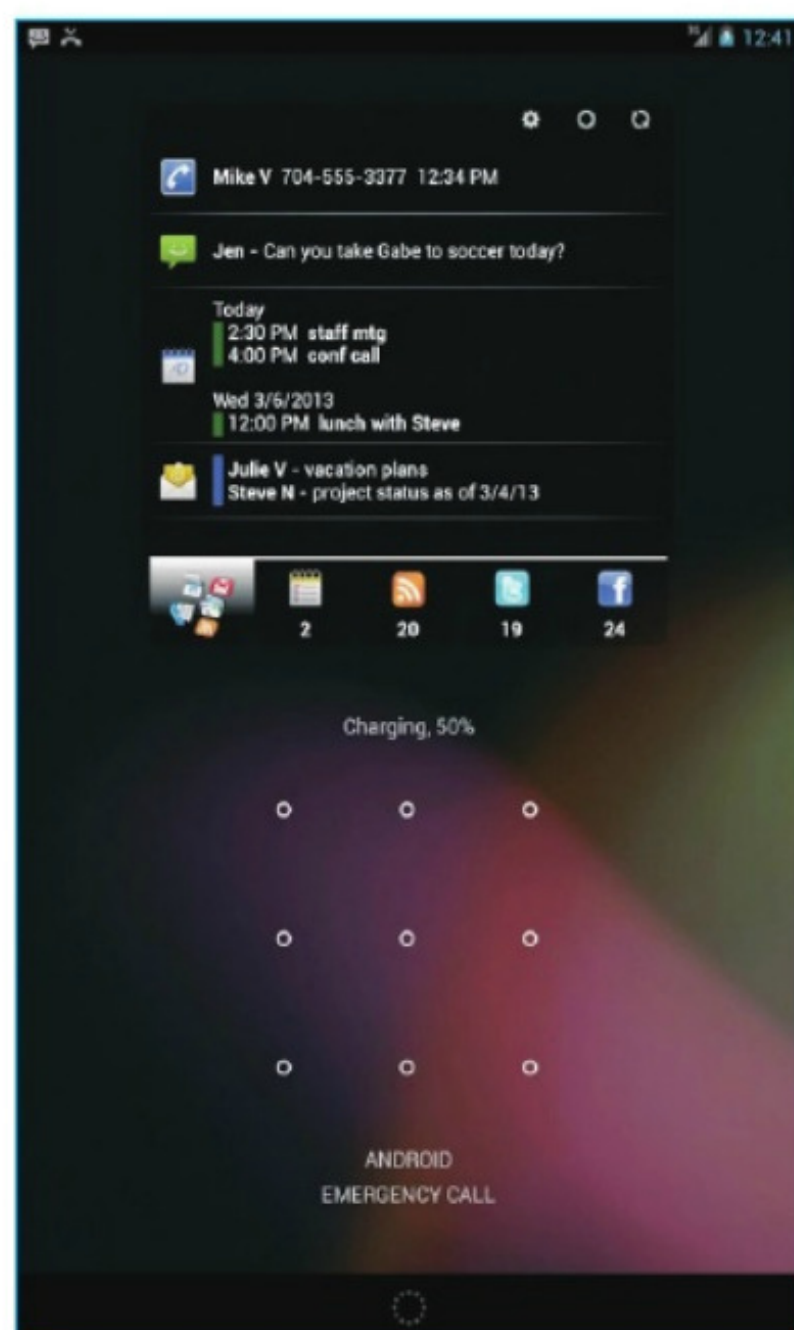 12:41
Mike V 704-555-3377 12:34 PM
Jen - Can you take Gabe to soccer today?
Today
2:30 PM staff mtg
4:00 PM conf call
Wed 3/6/2013
12:00 PM lunch with Steve
Julie V - vacation plans
Steve N - project status as of 3/4/13
2 20 19 24
Charging, 50%
ANDROID
EMERGENCY CALL